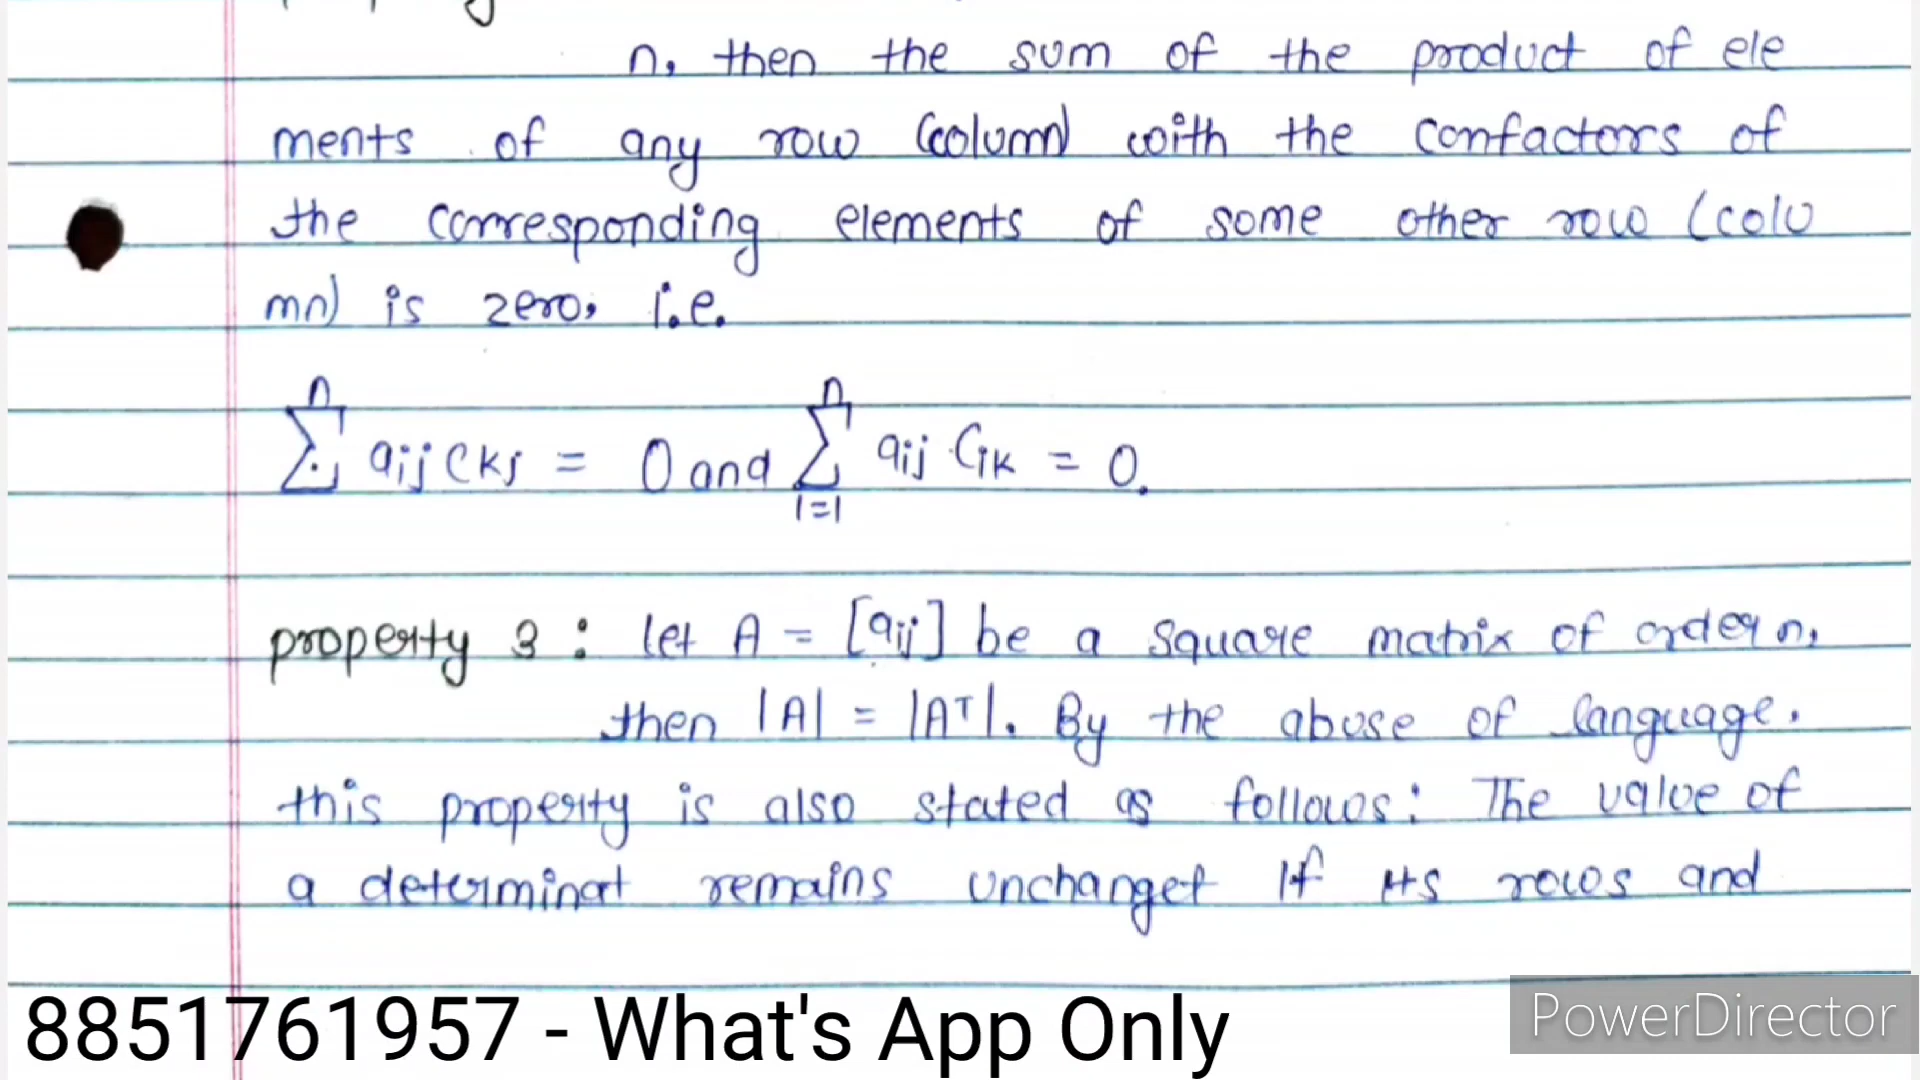 n, then the sum of the product of ele
ments of any row (column) with the confactors of
the corresponding elements of some other row (colu
mn) is zero, i.e.
n n
∑ aij Ckj = 0 and ∑ aij Cik = 0.
i=1
property 3 : let A = [aij] be a square matrix of order n,
then |A| = |Aᵀ|. By the abuse of language.
this property is also stated as follows: The value of
a determinat remains unchanget If its rows and
8851761957 - What's App Only
PowerDirector